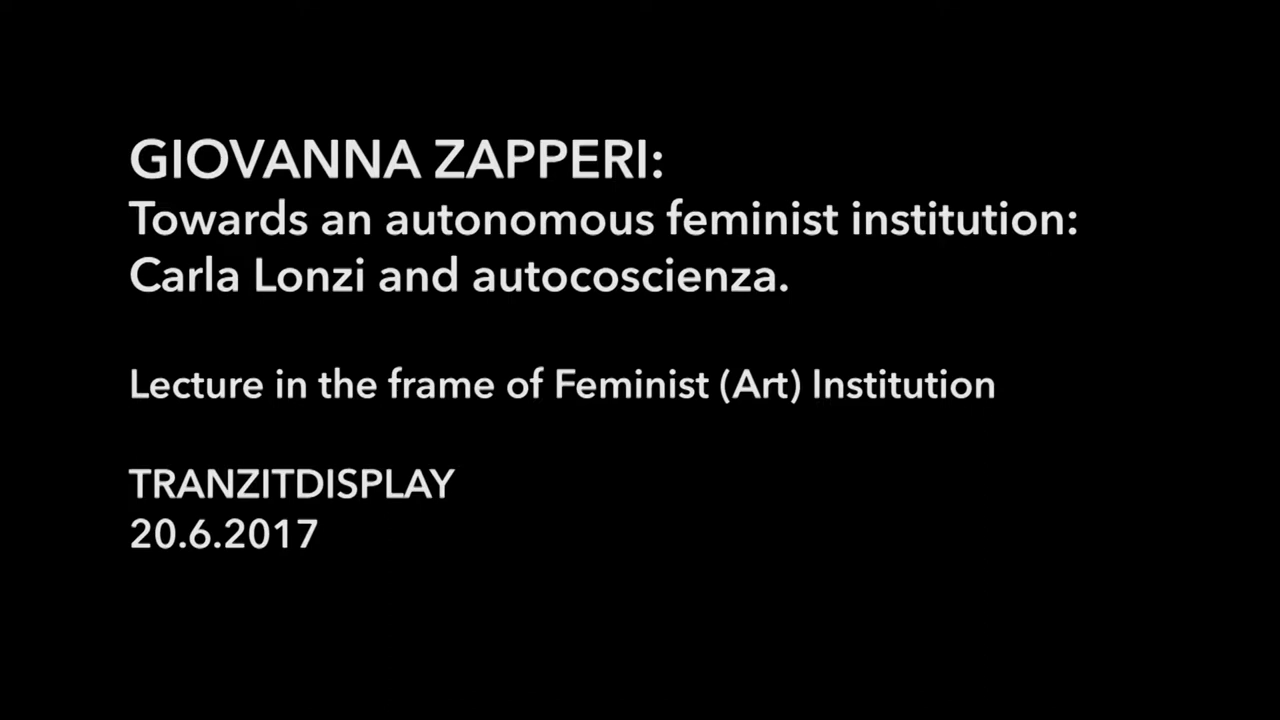 GIOVANNA ZAPPERI:
Towards an autonomous feminist institution:
Carla Lonzi and autocoscienza.
Lecture in the frame of Feminist (Art) Institution
TRANZITDISPLAY
20.6.2017